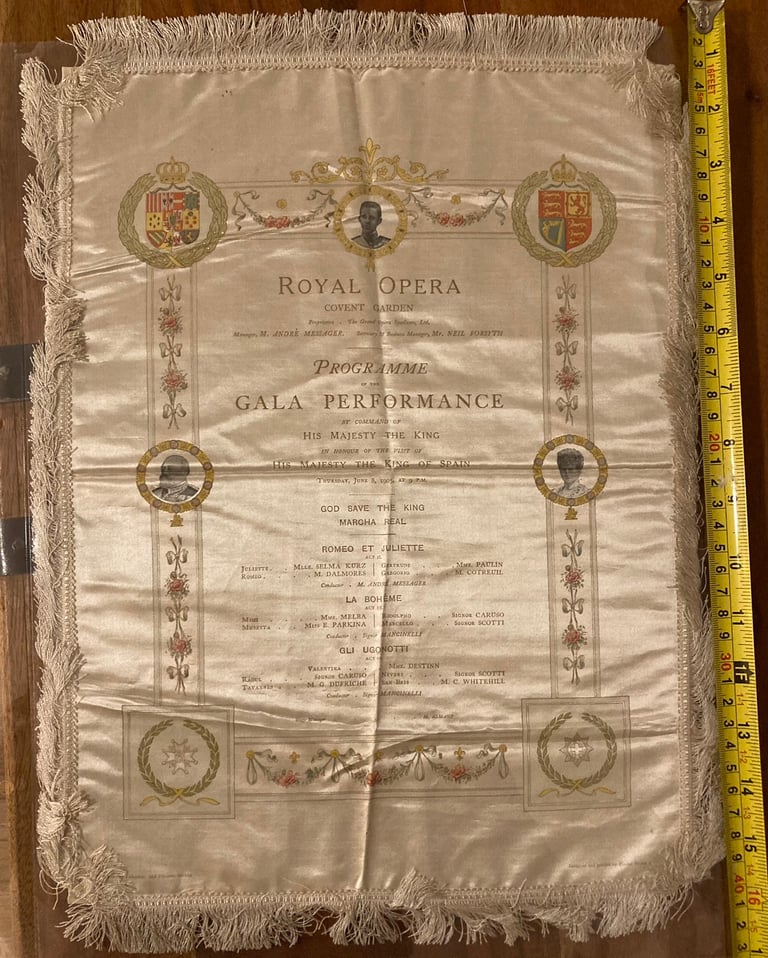 ROYAL OPERA
COVENT GARDEN
Proprietors . The Grand Opera Syndicate, Ltd.
Manager, M. ANDRÉ MESSAGER. Secretary & Business Manager, Mr. NEIL FORSYTH
PROGRAMME
OF THE
GALA PERFORMANCE
BY COMMAND OF
HIS MAJESTY THE KING
IN HONOUR OF THE VISIT OF
HIS MAJESTY THE KING OF SPAIN
THURSDAY, JUNE 8, 1905, AT 9 P.M.
GOD SAVE THE KING
MARCHA REAL
ROMEO ET JULIETTE
ACT II.
JULIETTE . MLLE. SELMA KURZ GERTRUDE . MME. PAULIN
ROMEO . . M. DALMORES GREGORIO . M. COTREUIL
Conductor . M. ANDRÉ MESSAGER
LA BOHÈME
MIMI . . MME. MELBA RODOLPHO . . SIGNOR CARUSO
MUSETTA . . MISS E. PARKINA MARCELLO . . SIGNOR SCOTTI
Conductor . Signor MANCINELLI
GLI UGONOTTI
VALENTINA . . MME. DESTINN
RAOUL . . SIGNOR CARUSO NEVERS . . SIGNOR SCOTTI
TAVANNES . . M. G. DUFRICHE SAN BRIS . . M. C. WHITEHILL
Conductor . Signor MANCINELLI
M. ALMANZ